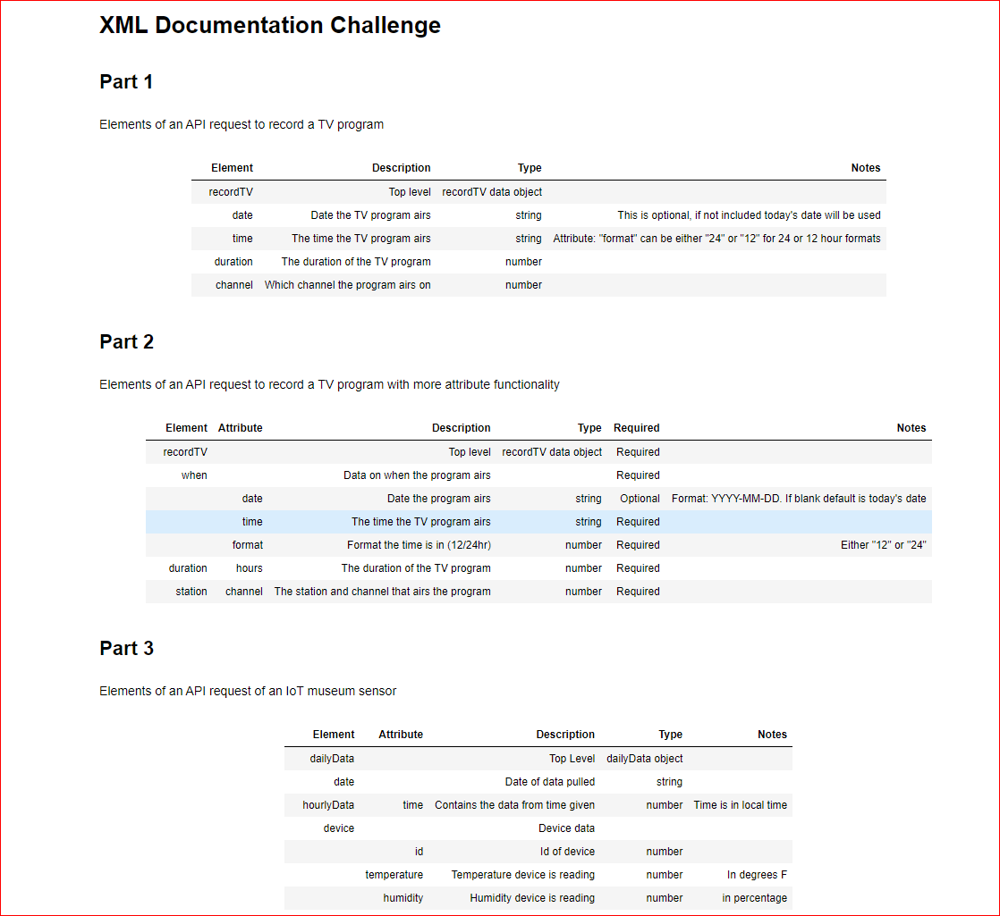 XML Documentation Challenge
Part 1
Elements of an API request to record a TV program
Element Description Type Notes
recordTV Top level recordTV data object
date Date the TV program airs string This is optional, if not included today's date will be used
time The time the TV program airs string Attribute: "format" can be either "24" or "12" for 24 or 12 hour formats
duration The duration of the TV program number
channel Which channel the program airs on number
Part 2
Elements of an API request to record a TV program with more attribute functionality
Element Attribute Description Type Required Notes
recordTV Top level recordTV data object Required
when Data on when the program airs Required
date Date the program airs string Optional Format: YYYY-MM-DD. If blank default is today's date
time The time the TV program airs string Required
format Format the time is in (12/24hr) number Required Either "12" or "24"
duration hours The duration of the TV program number Required
station channel The station and channel that airs the program number Required
Part 3
Elements of an API request of an IoT museum sensor
Element Attribute Description Type Notes
dailyData Top Level dailyData object
date Date of data pulled string
hourlyData time Contains the data from time given number Time is in local time
device Device data
id Id of device number
temperature Temperature device is reading number In degrees F
humidity Humidity device is reading number in percentage